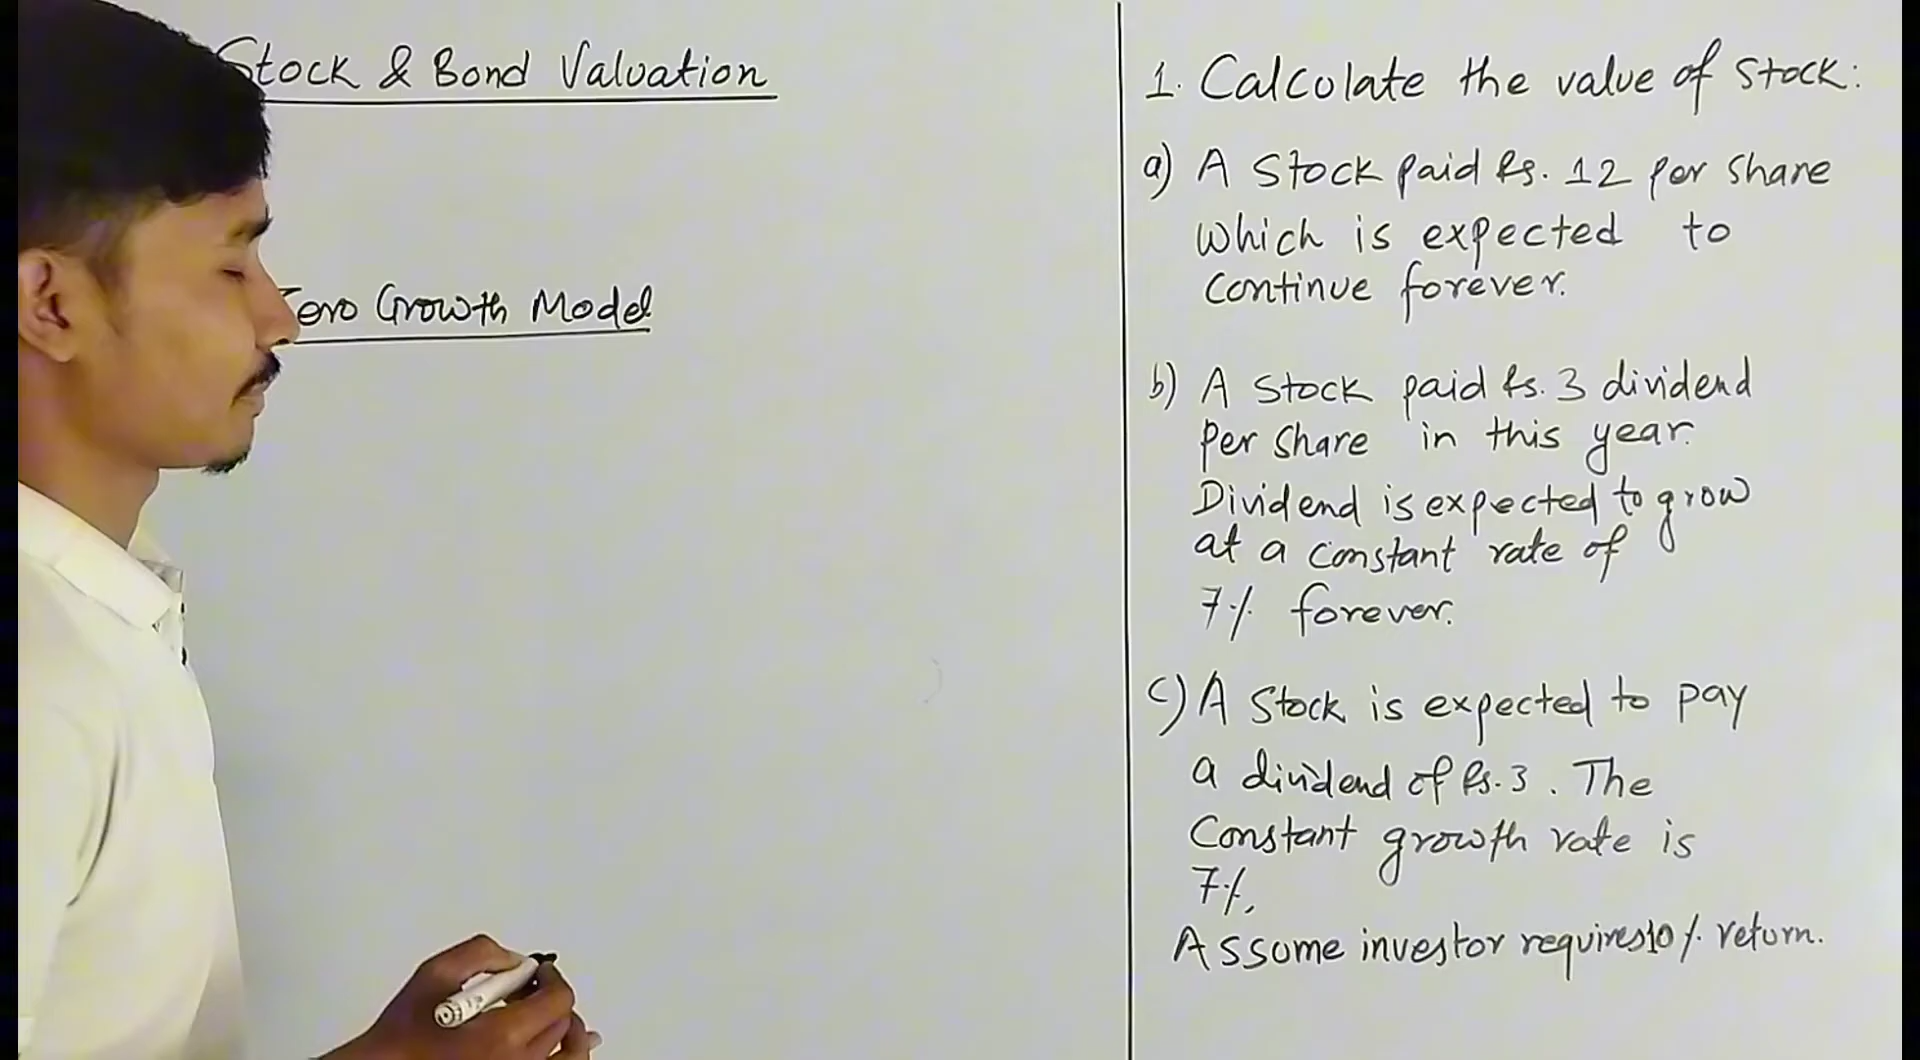 Stock & Bond Valuation
Zero Growth Model
1. Calculate the value of Stock:
a) A Stock paid Rs. 12 per share
which is expected to
continue forever.
b) A stock paid Rs. 3 dividend
per share in this year.
Dividend is expected to grow
at a constant rate of
7% forever.
c) A Stock is expected to pay
a dividend of Rs. 3. The
Constant growth rate is
7%.
Assume investor requires 10% return.